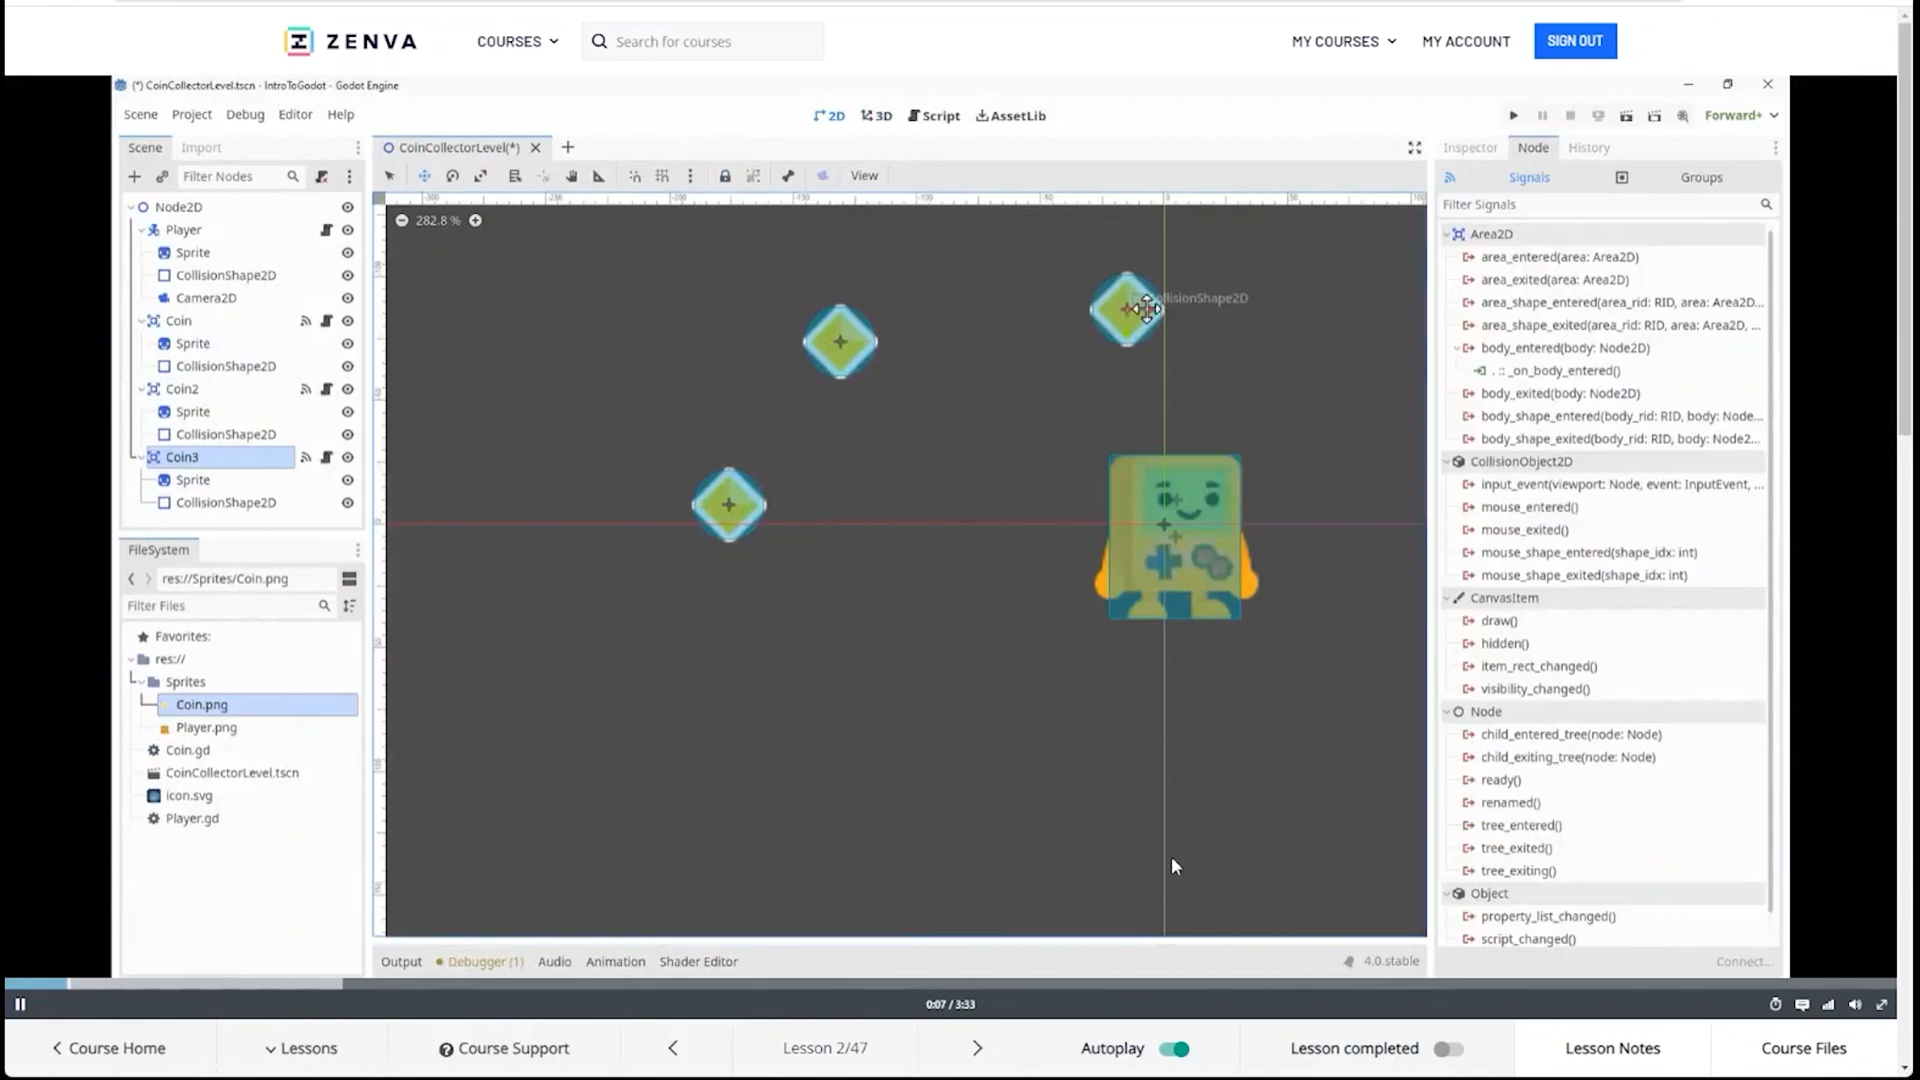 ZENVA
COURSES
Search for courses
MY COURSES
MY ACCOUNT
SIGN OUT
(*) CoinCollectorLevel.tscn - IntroToGodot - Godot Engine
Scene Project Debug Editor Help
2D 3D Script AssetLib
Forward+
Scene Import
Filter Nodes
Node2D
Player
Sprite
CollisionShape2D
Camera2D
Coin
Sprite
CollisionShape2D
Coin2
Sprite
CollisionShape2D
Coin3
Sprite
CollisionShape2D
FileSystem
res://Sprites/Coin.png
Filter Files
Favorites:
res://
Sprites
Coin.png
Player.png
Coin.gd
CoinCollectorLevel.tscn
icon.svg
Player.gd
CoinCollectorLevel(*)
View
282.8 %
CollisionShape2D
Output Debugger (1) Audio Animation Shader Editor
4.0.stable
Inspector Node History
Signals Groups
Filter Signals
Area2D
area_entered(area: Area2D)
area_exited(area: Area2D)
area_shape_entered(area_rid: RID, area: Area2D...
area_shape_exited(area_rid: RID, area: Area2D, ...
body_entered(body: Node2D)
. :: _on_body_entered()
body_exited(body: Node2D)
body_shape_entered(body_rid: RID, body: Node...
body_shape_exited(body_rid: RID, body: Node2...
CollisionObject2D
input_event(viewport: Node, event: InputEvent, ...
mouse_entered()
mouse_exited()
mouse_shape_entered(shape_idx: int)
mouse_shape_exited(shape_idx: int)
CanvasItem
draw()
hidden()
item_rect_changed()
visibility_changed()
Node
child_entered_tree(node: Node)
child_exiting_tree(node: Node)
ready()
renamed()
tree_entered()
tree_exited()
tree_exiting()
Object
property_list_changed()
script_changed()
Connect...
0:07 / 3:33
Course Home
Lessons
Course Support
Lesson 2/47
Autoplay
Lesson completed
Lesson Notes
Course Files